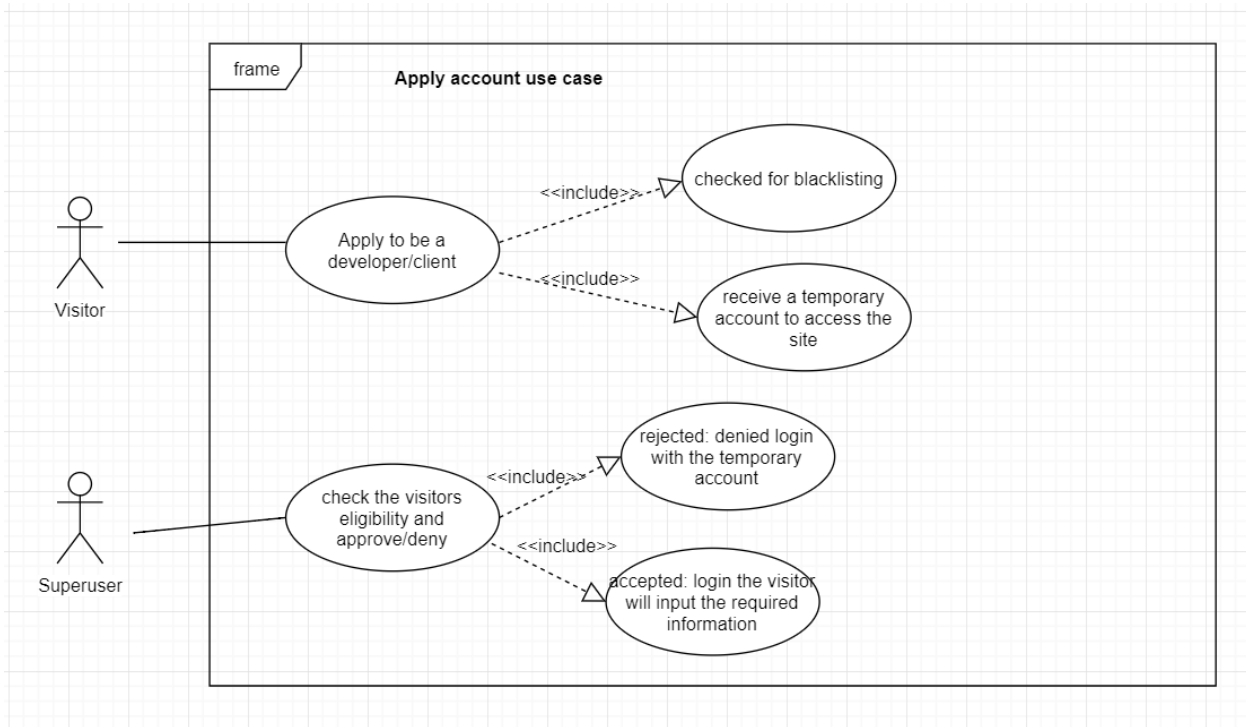 frame
Apply account use case
checked for blacklisting
<<include>>
Apply to be a
developer/client
<<include>>
receive a temporary
account to access the
site
Visitor
rejected: denied login
with the temporary
account
<<include>>
check the visitors
eligibility and
approve/deny
<<include>>
accepted: login the visitor
will input the required
information
Superuser